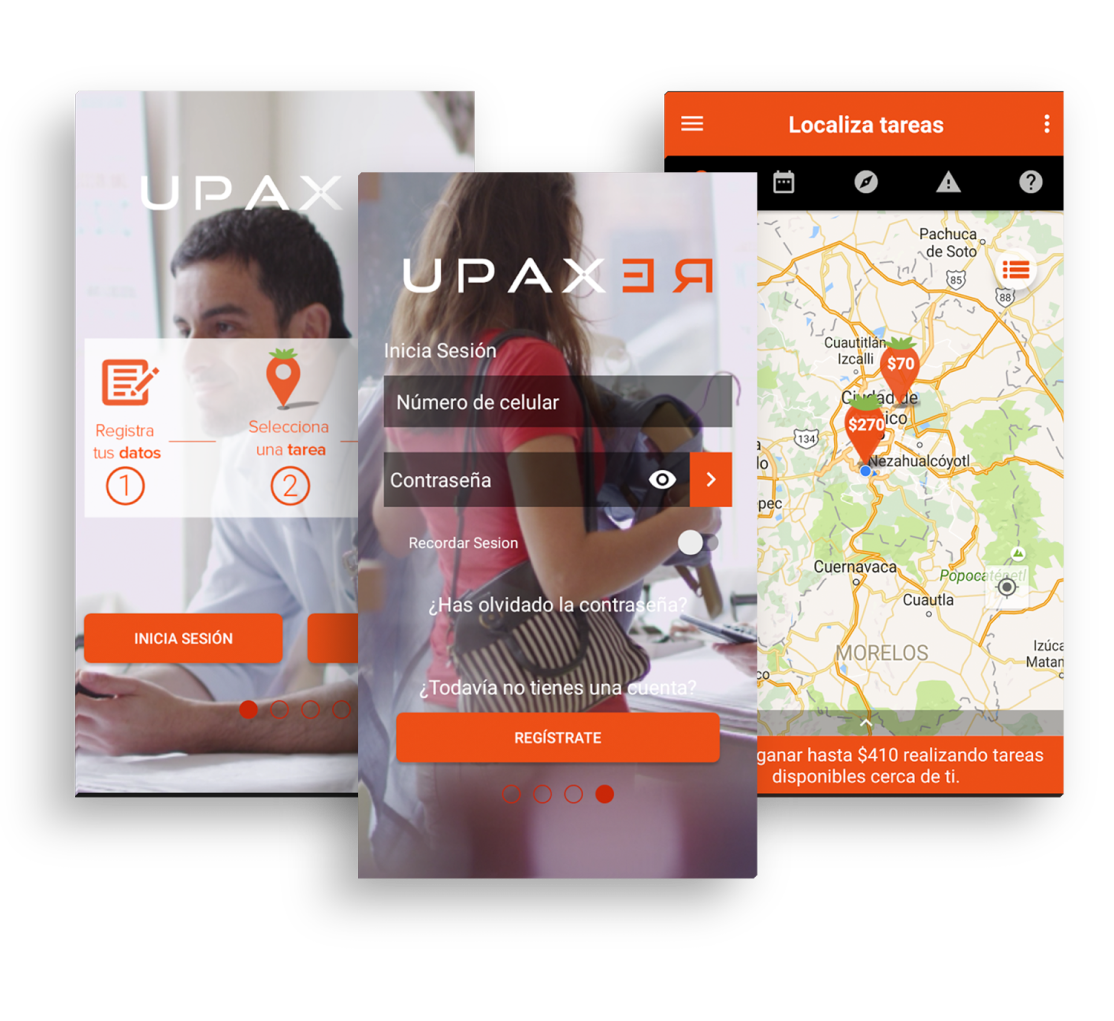 UPAX
Registra
tus datos
1
Selecciona
una tarea
2
INICIA SESIÓN
UPAXER
Inicia Sesión
Número de celular
Contraseña
Recordar Sesion
¿Has olvidado la contraseña?
¿Todavía no tienes una cuenta?
REGÍSTRATE
Localiza tareas
Pachuca
de Soto
85
88
Cuautitlán
Izcalli
$70
Ciudad de
ico
$270
134
Nezahualcóyotl
lo
pec
Cuernavaca
Popocatépetl
Cuautla
MORELOS
Izúca
Matan
co
ganar hasta $410 realizando tareas
disponibles cerca de ti.